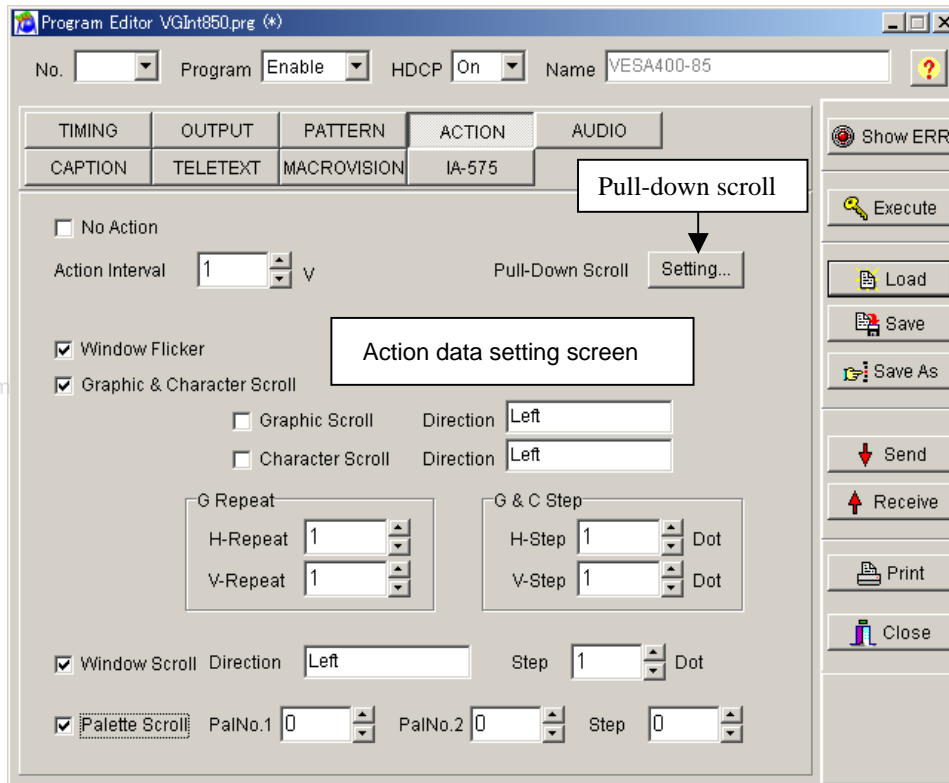 Program Editor VGInt850.prg (*)
No. Program Enable HDCP On Name VESA400-85
TIMING OUTPUT PATTERN ACTION AUDIO
CAPTION TELETEXT MACROVISION IA-575
Pull-down scroll
No Action
Action Interval 1 V Pull-Down Scroll Setting...
Window Flicker
Action data setting screen
Graphic & Character Scroll
Graphic Scroll Direction Left
Character Scroll Direction Left
G Repeat G & C Step
H-Repeat 1 H-Step 1 Dot
V-Repeat 1 V-Step 1 Dot
Window Scroll Direction Left Step 1 Dot
Palette Scroll PalNo.1 0 PalNo.2 0 Step 0
Show ERR
Execute
Load
Save
Save As
Send
Receive
Print
Close